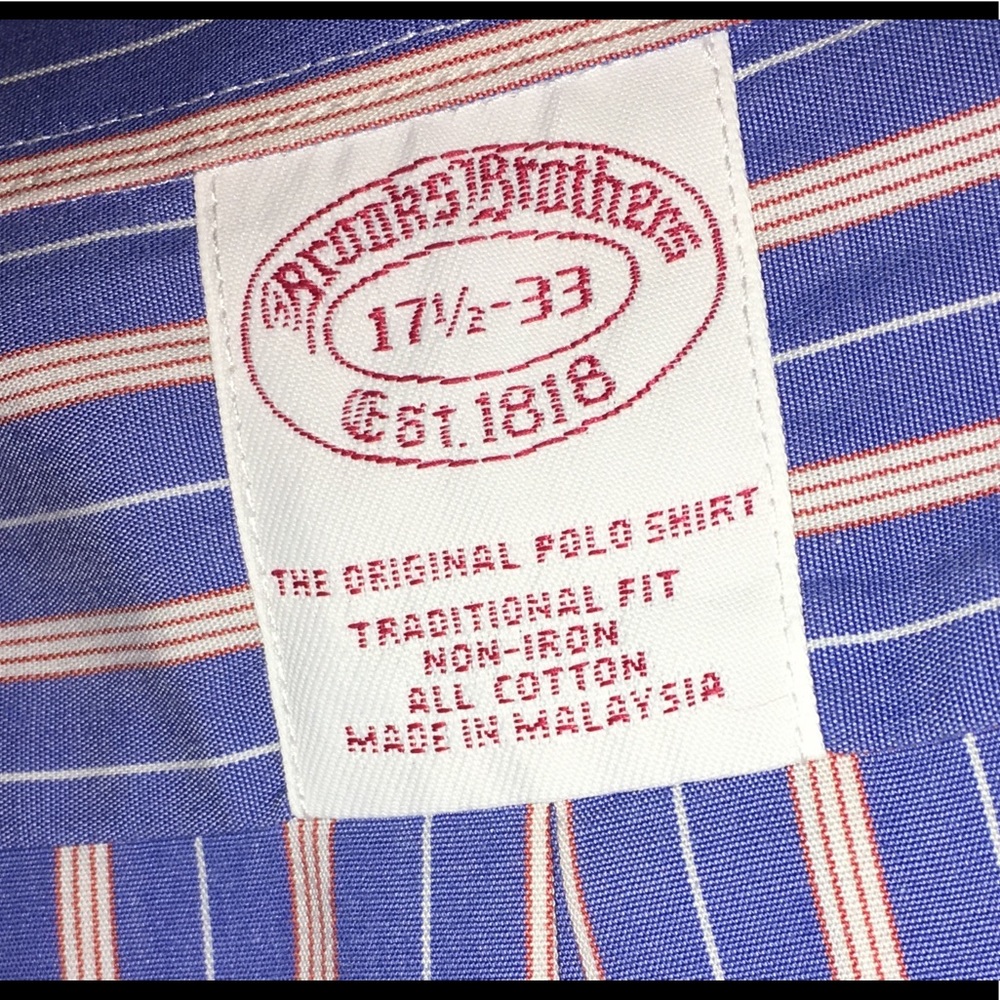 Brooks Brothers
17½-33
Est. 1818
THE ORIGINAL POLO SHIRT
TRADITIONAL FIT
NON-IRON
ALL COTTON
MADE IN MALAYSIA